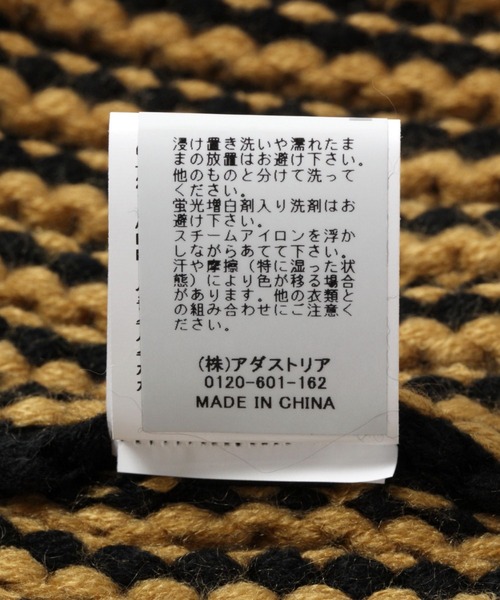 浸け置き洗いや濡れたま
まの放置はお避け下さい。
他のものと分けて洗って
ください。
蛍光増白剤入り洗剤はお
避け下さい。
スチームアイロンを浮か
しながらあてて下さい。
汗や摩擦（特に湿った状
態）により色が移る場合
があります。他の衣類と
の組み合わせにご注意く
ださい。
(株)アダストリア
0120-601-162
MADE IN CHINA